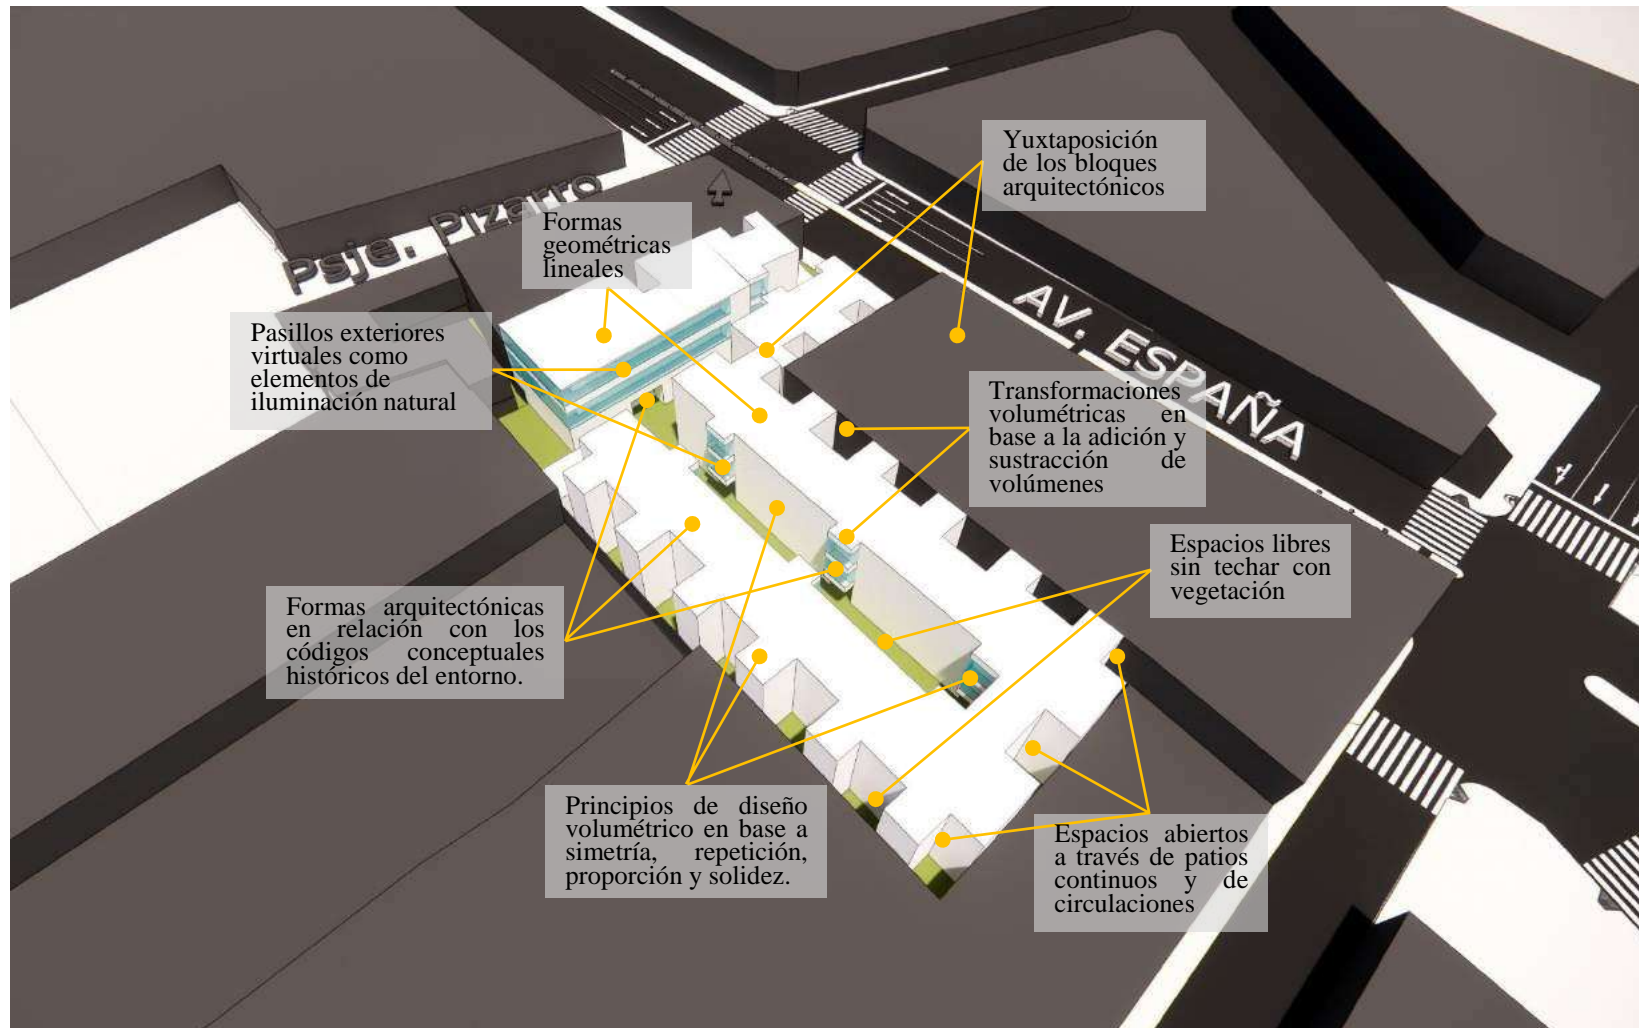 Yuxtaposición
de los bloques
arquitectónicos
Psje. Pizarro
Formas
geométricas
lineales
AV. ESPAÑA
Pasillos exteriores
virtuales como
elementos de
iluminación natural
Transformaciones
volumétricas en
base a la adición y
sustracción de
volúmenes
Espacios libres
sin techar con
vegetación
Formas arquitectónicas
en relación con los
códigos conceptuales
históricos del entorno.
Principios de diseño
volumétrico en base a
simetría, repetición,
proporción y solidez.
Espacios abiertos
a través de patios
continuos y de
circulaciones